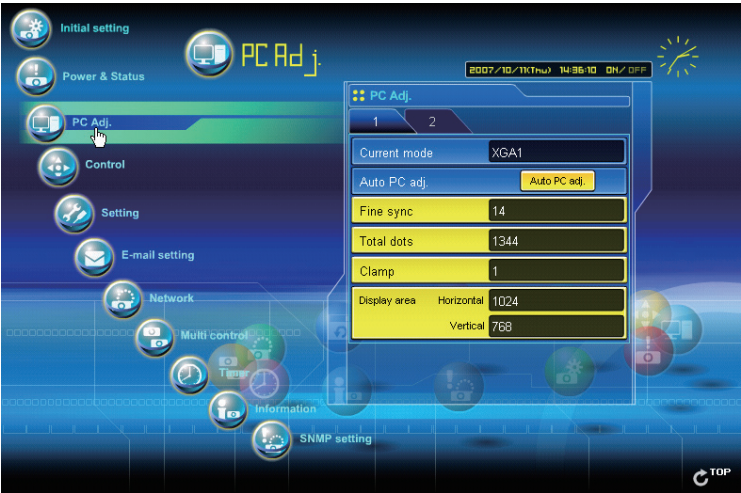 Initial setting
Power & Status
PC Adj.
Control
Setting
E-mail setting
Network
Multi control
Timer
Information
SNMP setting
PC Adj.
2007/10/11(Thu) 14:36:10 ON/OFF
PC Adj.
1 2
Current mode XGA1
Auto PC adj. Auto PC adj.
Fine sync 14
Total dots 1344
Clamp 1
Display area Horizontal 1024
Vertical 768
TOP